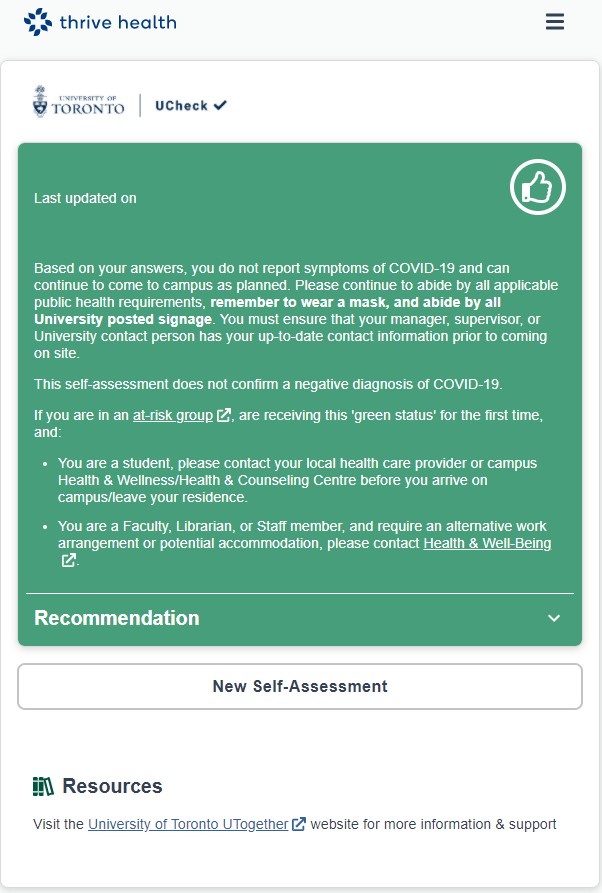 thrive health
UNIVERSITY OF
TORONTO
UCheck
Last updated on
Based on your answers, you do not report symptoms of COVID-19 and can
continue to come to campus as planned. Please continue to abide by all applicable
public health requirements, remember to wear a mask, and abide by all
University posted signage. You must ensure that your manager, supervisor, or
University contact person has your up-to-date contact information prior to coming
on site.
This self-assessment does not confirm a negative diagnosis of COVID-19.
If you are in an at-risk group, are receiving this 'green status' for the first time,
and:
• You are a student, please contact your local health care provider or campus
Health & Wellness/Health & Counseling Centre before you arrive on
campus/leave your residence.
• You are a Faculty, Librarian, or Staff member, and require an alternative work
arrangement or potential accommodation, please contact Health & Well-Being
.
Recommendation
New Self-Assessment
Resources
Visit the University of Toronto UTogether website for more information & support